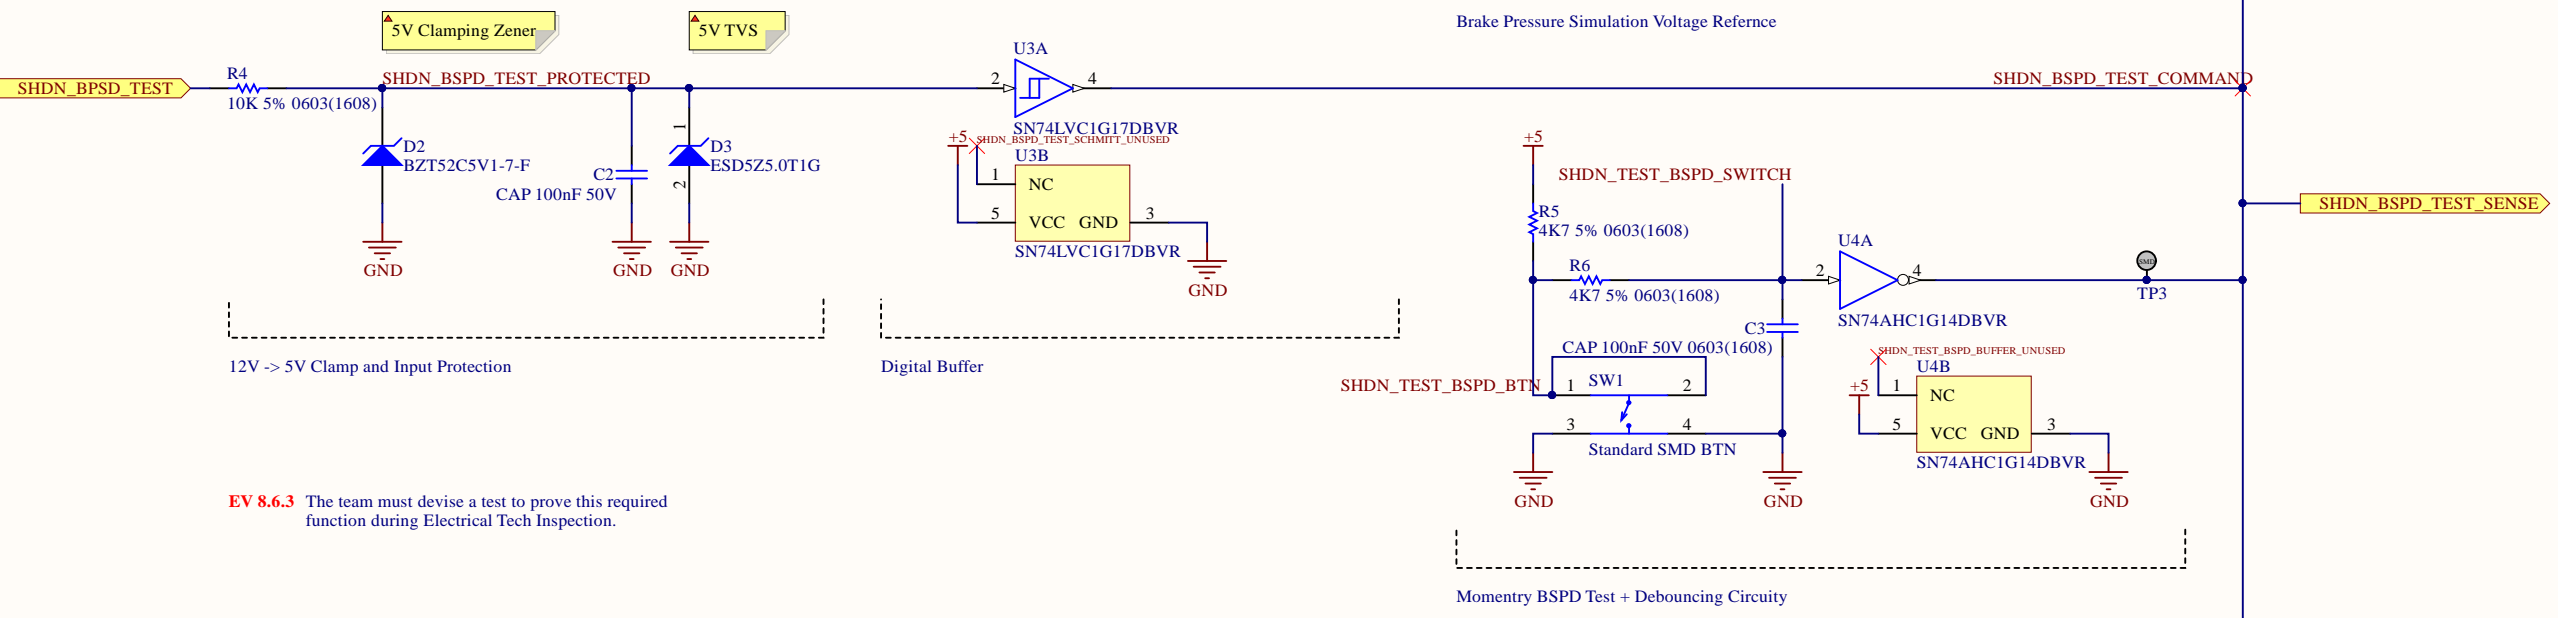 5V Clamping Zener
5V TVS
Brake Pressure Simulation Voltage Refernce
SHDN_BPSD_TEST
R4
10K 5% 0603(1608)
SHDN_BSPD_TEST_PROTECTED
U3A
2
4
SN74LVC1G17DBVR
SHDN_BSPD_TEST_COMMAND
D2
BZT52C5V1-7-F
C2
CAP 100nF 50V
1
2
D3
ESD5Z5.0T1G
GND
GND
GND
+5
SHDN_BSPD_TEST_SCHMITT_UNUSED
U3B
1
NC
5
VCC
GND
3
SN74LVC1G17DBVR
GND
+5
SHDN_TEST_BSPD_SWITCH
R5
4K7 5% 0603(1608)
SHDN_BSPD_TEST_SENSE
R6
4K7 5% 0603(1608)
U4A
2
4
SN74AHC1G14DBVR
SMD
TP3
C3
CAP 100nF 50V 0603(1608)
SHDN_TEST_BSPD_BTN
1
SW1
2
3
4
Standard SMD BTN
GND
GND
SHDN_TEST_BSPD_BUFFER_UNUSED
U4B
+5
1
NC
5
VCC
GND
3
SN74AHC1G14DBVR
GND
12V -> 5V Clamp and Input Protection
Digital Buffer
EV 8.6.3 The team must devise a test to prove this required
function during Electrical Tech Inspection.
Momentry BSPD Test + Debouncing Circuity